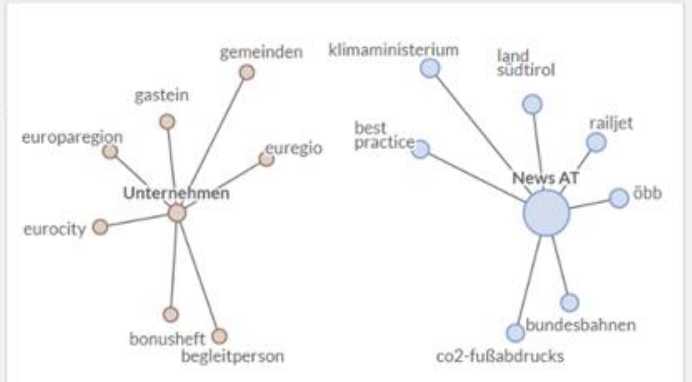 gemeinden
gastein
europaregion
euregio
Unternehmen
eurocity
bonusheft
begleitperson
klimaministerium
land
südtirol
railjet
best
practice
News AT
öbb
bundesbahnen
co2-fußabdrucks